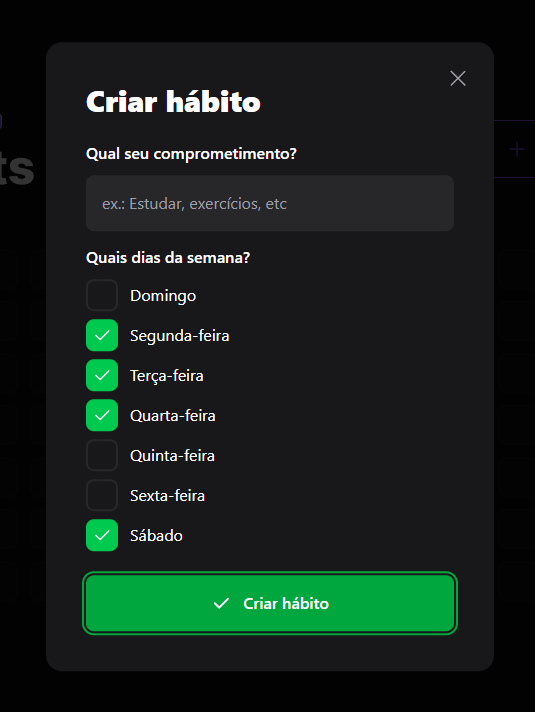 Criar hábito
ts
Qual seu comprometimento?
ex.: Estudar, exercícios, etc
Quais dias da semana?
Domingo
Segunda-feira
Terça-feira
Quarta-feira
Quinta-feira
Sexta-feira
Sábado
Criar hábito